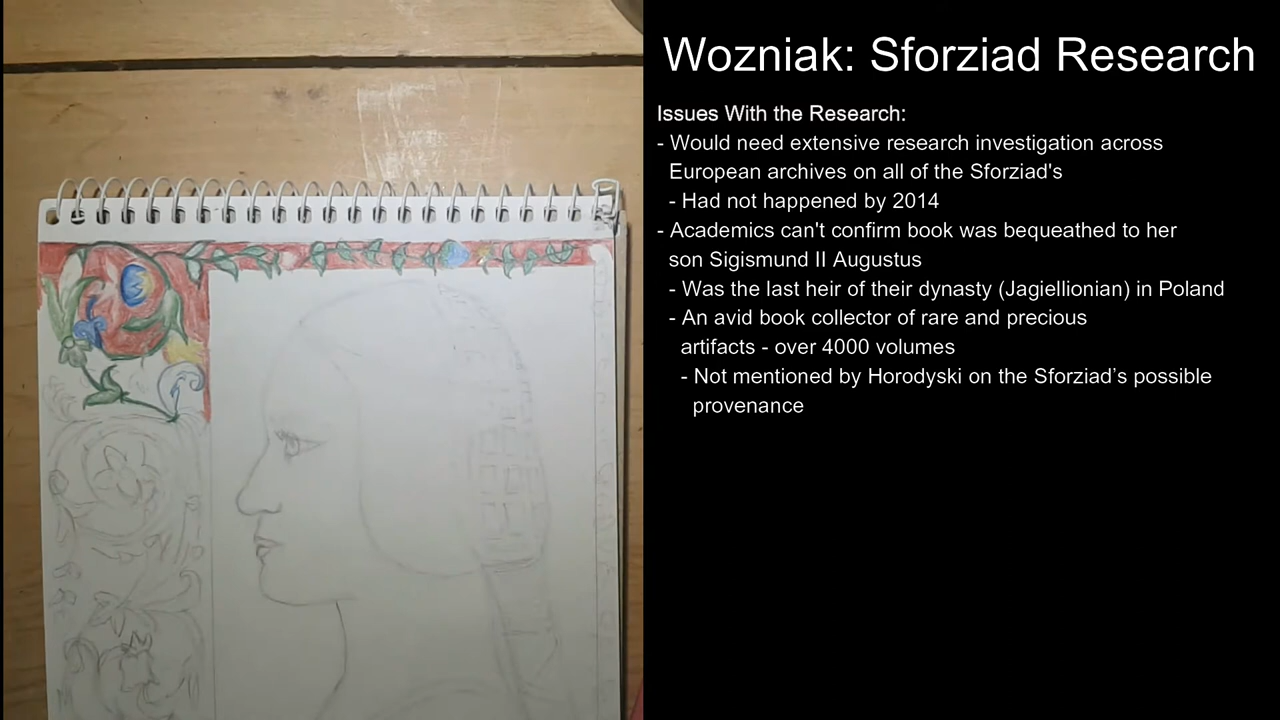 Wozniak: Sforziad Research
Issues With the Research:
- Would need extensive research investigation across
European archives on all of the Sforziad's
- Had not happened by 2014
- Academics can't confirm book was bequeathed to her
son Sigismund II Augustus
- Was the last heir of their dynasty (Jagiellionian) in Poland
- An avid book collector of rare and precious
artifacts - over 4000 volumes
- Not mentioned by Horodyski on the Sforziad’s possible
provenance